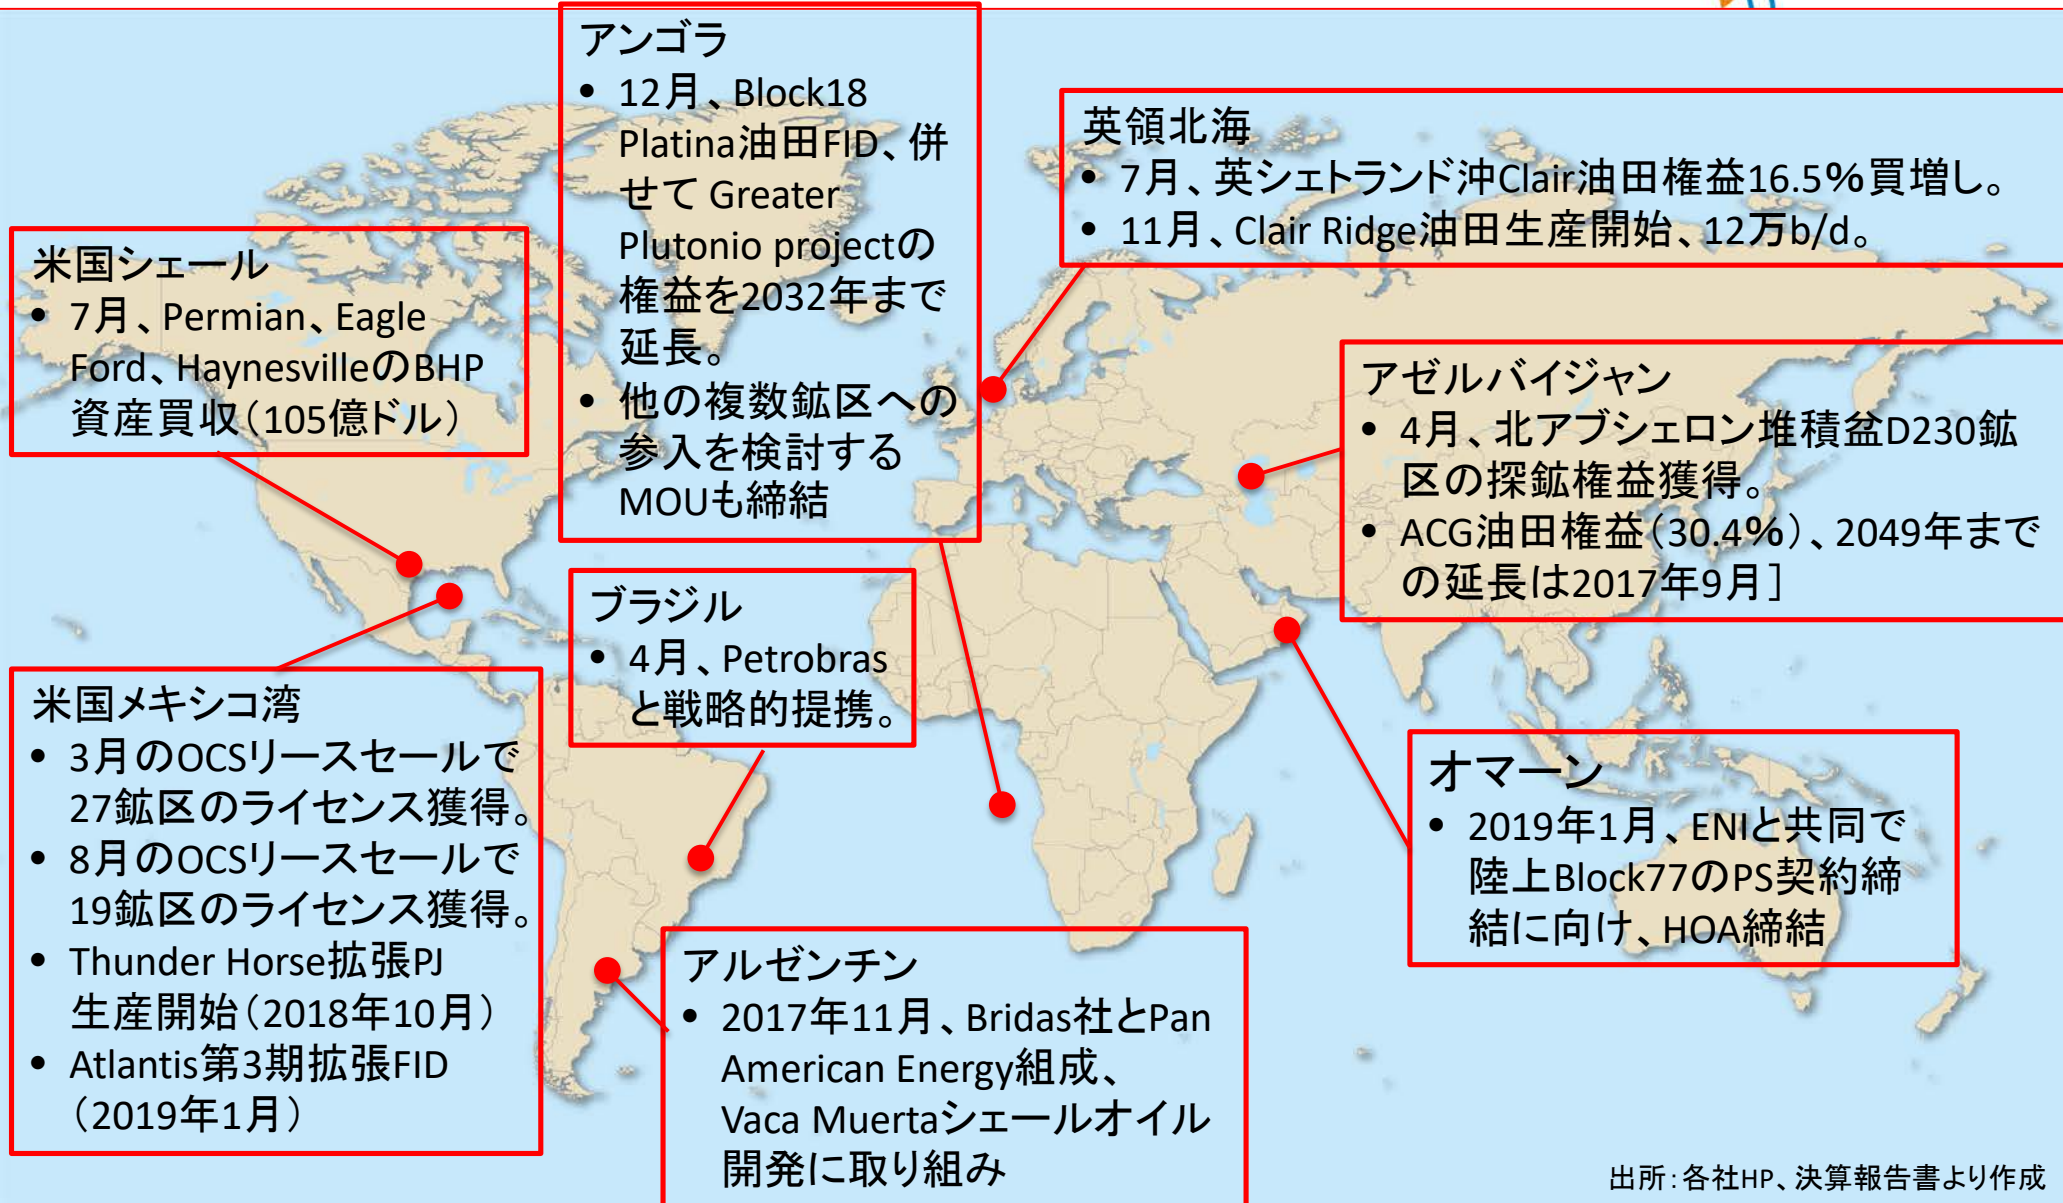 アンゴラ
• 12月、Block18
Platina油田FID、併
せて Greater
Plutonio projectの
権益を2032年まで
延長。
• 他の複数鉱区への
参入を検討する
MOUも締結
英領北海
• 7月、英シェトランド沖Clair油田権益16.5%買増し。
• 11月、Clair Ridge油田生産開始、12万b/d。
米国シェール
• 7月、Permian、Eagle
Ford、HaynesvilleのBHP
資産買収（105億ドル）
アゼルバイジャン
• 4月、北アブシェロン堆積盆D230鉱
区の探鉱権益獲得。
• ACG油田権益（30.4%）、2049年まで
の延長は2017年9月］
ブラジル
• 4月、Petrobras
と戦略的提携。
米国メキシコ湾
• 3月のOCSリースセールで
27鉱区のライセンス獲得。
• 8月のOCSリースセールで
19鉱区のライセンス獲得。
• Thunder Horse拡張PJ
生産開始（2018年10月）
• Atlantis第3期拡張FID
（2019年1月）
オマーン
• 2019年1月、ENIと共同で
陸上Block77のPS契約締
結に向け、HOA締結
アルゼンチン
• 2017年11月、Bridas社とPan
American Energy組成、
Vaca Muertaシェールオイル
開発に取り組み
出所：各社HP、決算報告書より作成